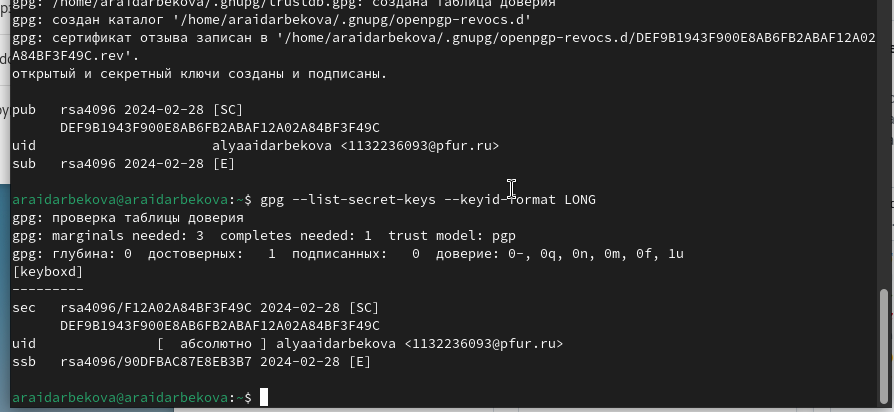 gpg: /home/araidarbekova/.gnupg/trustdb.gpg: создана таблица доверия
gpg: создан каталог '/home/araidarbekova/.gnupg/openpgp-revocs.d'
gpg: сертификат отзыва записан в '/home/araidarbekova/.gnupg/openpgp-revocs.d/DEF9B1943F900E8AB6FB2ABAF12A02
A84BF3F49C.rev'.
открытый и секретный ключи созданы и подписаны.
pub   rsa4096 2024-02-28 [SC]
      DEF9B1943F900E8AB6FB2ABAF12A02A84BF3F49C
uid                      alyaaidarbekova <1132236093@pfur.ru>
sub   rsa4096 2024-02-28 [E]
araidarbekova@araidarbekova:~$ gpg --list-secret-keys --keyid-format LONG
gpg: проверка таблицы доверия
gpg: marginals needed: 3  completes needed: 1  trust model: pgp
gpg: глубина: 0  достоверных:   1  подписанных:   0  доверие: 0-, 0q, 0n, 0m, 0f, 1u
[keyboxd]
---------
sec   rsa4096/F12A02A84BF3F49C 2024-02-28 [SC]
      DEF9B1943F900E8AB6FB2ABAF12A02A84BF3F49C
uid               [  абсолютно ] alyaaidarbekova <1132236093@pfur.ru>
ssb   rsa4096/90DFBAC87E8EB3B7 2024-02-28 [E]
araidarbekova@araidarbekova:~$